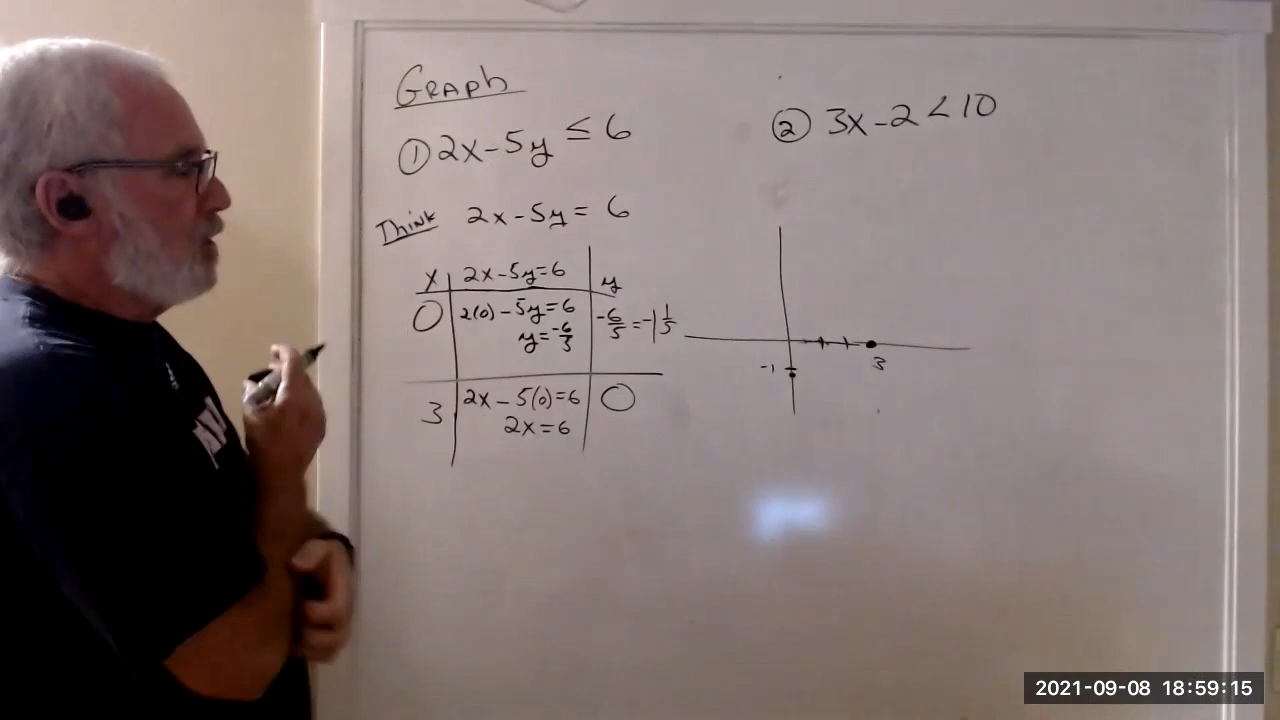 Graph
① 2x - 5y ≤ 6
Think 2x - 5y = 6
x 2x - 5y = 6 y
0 2(0) - 5y = 6 -6/5 = -1 1/5
y = -6/5
3 2x - 5(0) = 6 0
2x = 6
② 3x - 2 < 10
-1
3
2021-09-08 18:59:15